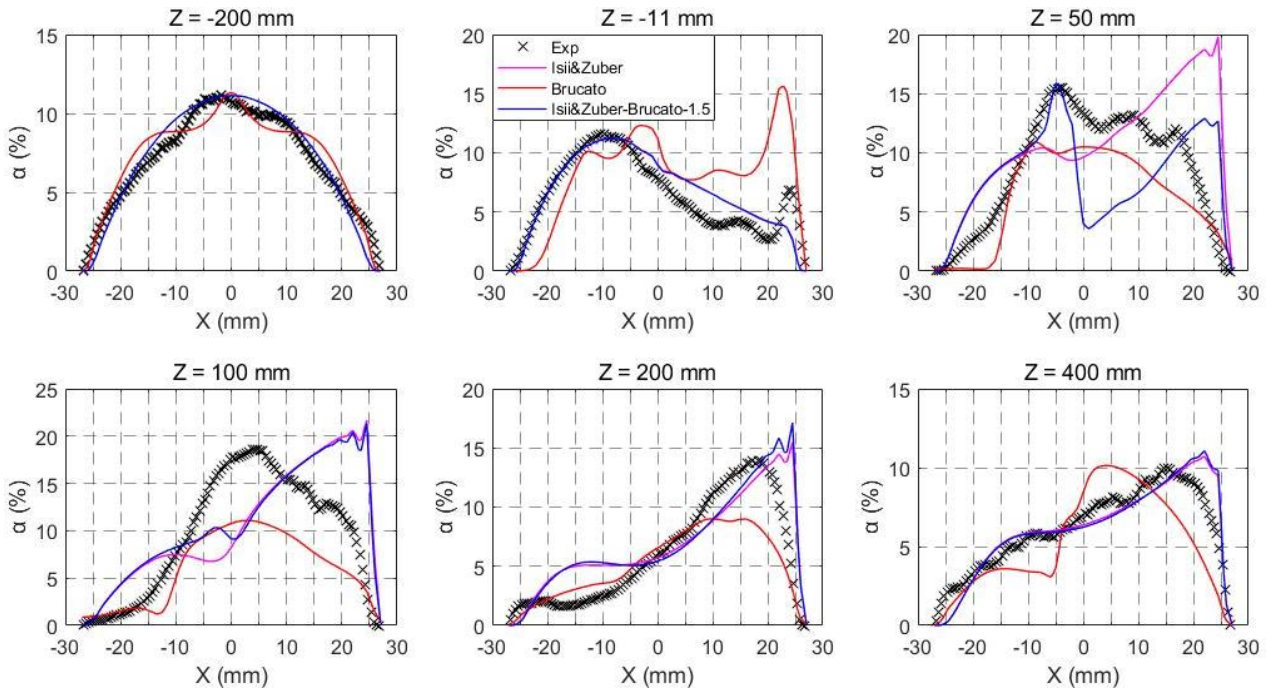 Z = -200 mm
15
10
5
0
α (%)
-30 -20 -10 0 10 20 30
X (mm)
Z = -11 mm
20
15
10
5
0
α (%)
Exp
Isii&Zuber
Brucato
Isii&Zuber-Brucato-1.5
-30 -20 -10 0 10 20 30
X (mm)
Z = 50 mm
20
15
10
5
0
α (%)
-30 -20 -10 0 10 20 30
X (mm)
Z = 100 mm
25
20
15
10
5
0
α (%)
-30 -20 -10 0 10 20 30
X (mm)
Z = 200 mm
20
15
10
5
0
α (%)
-30 -20 -10 0 10 20 30
X (mm)
Z = 400 mm
15
10
5
0
α (%)
-30 -20 -10 0 10 20 30
X (mm)